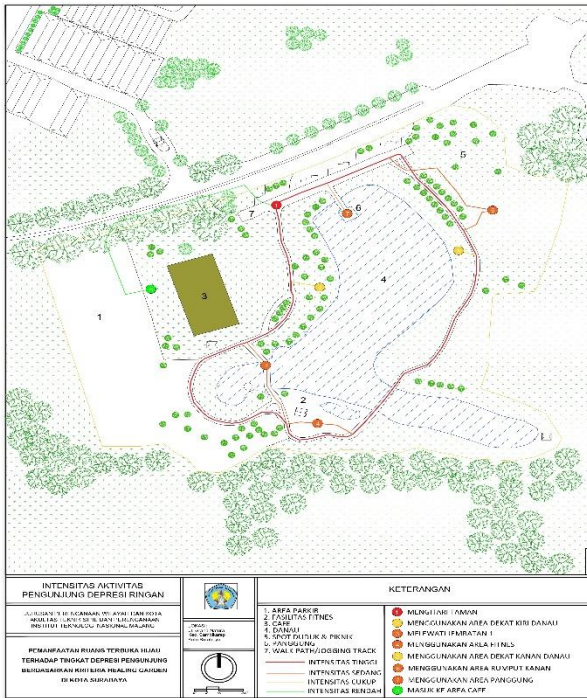 1
2
3
4
5
6
7
INTENSITAS AKTIVITAS
PENGUNJUNG DEPRESI RINGAN
INSTITUT TEKNOLOGI NASIONAL MALANG
PEMANFAATAN RUANG TERBUKA HIJAU
TERHADAP TINGKAT DEPRESI PENGUNJUNG
BERDASARKAN KRITERIA HEALING GARDEN
DI KOTA SURABAYA
KETERANGAN
1. AREA PARKIR
2. FASILITAS FITNES
3. CAFE
4. DANAU
5. SPOT DUDUK & PIKNIK
6. PANGGUNG
7. WALK PATH/JOGGING TRACK
INTENSITAS TINGGI
INTENSITAS SEDANG
INTENSITAS CUKUP
INTENSITAS RENDAH
MENGITARI TAMAN
MENGGUNAKAN AREA DEKAT KIRI DANAU
MELEWATI JEMBATAN 1
MENGGUNAKAN AREA FITNES
MENGGUNAKAN AREA DEKAT KANAN DANAU
MENGGUNAKAN AREA RUMPUT KANAN
MENGGUNAKAN AREA PANGGUNG
MASUK KE AREA CAFE